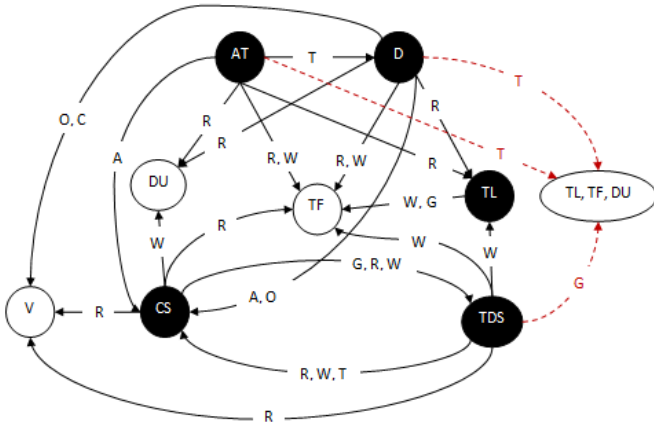 AT
T
D
T
O, C
A
R
R
R
T
R, W
R, W
R
DU
TF
W, G
TL
TL, TF, DU
W
R
W
W
G, R, W
G
V
R
CS
A, O
TDS
R, W, T
R